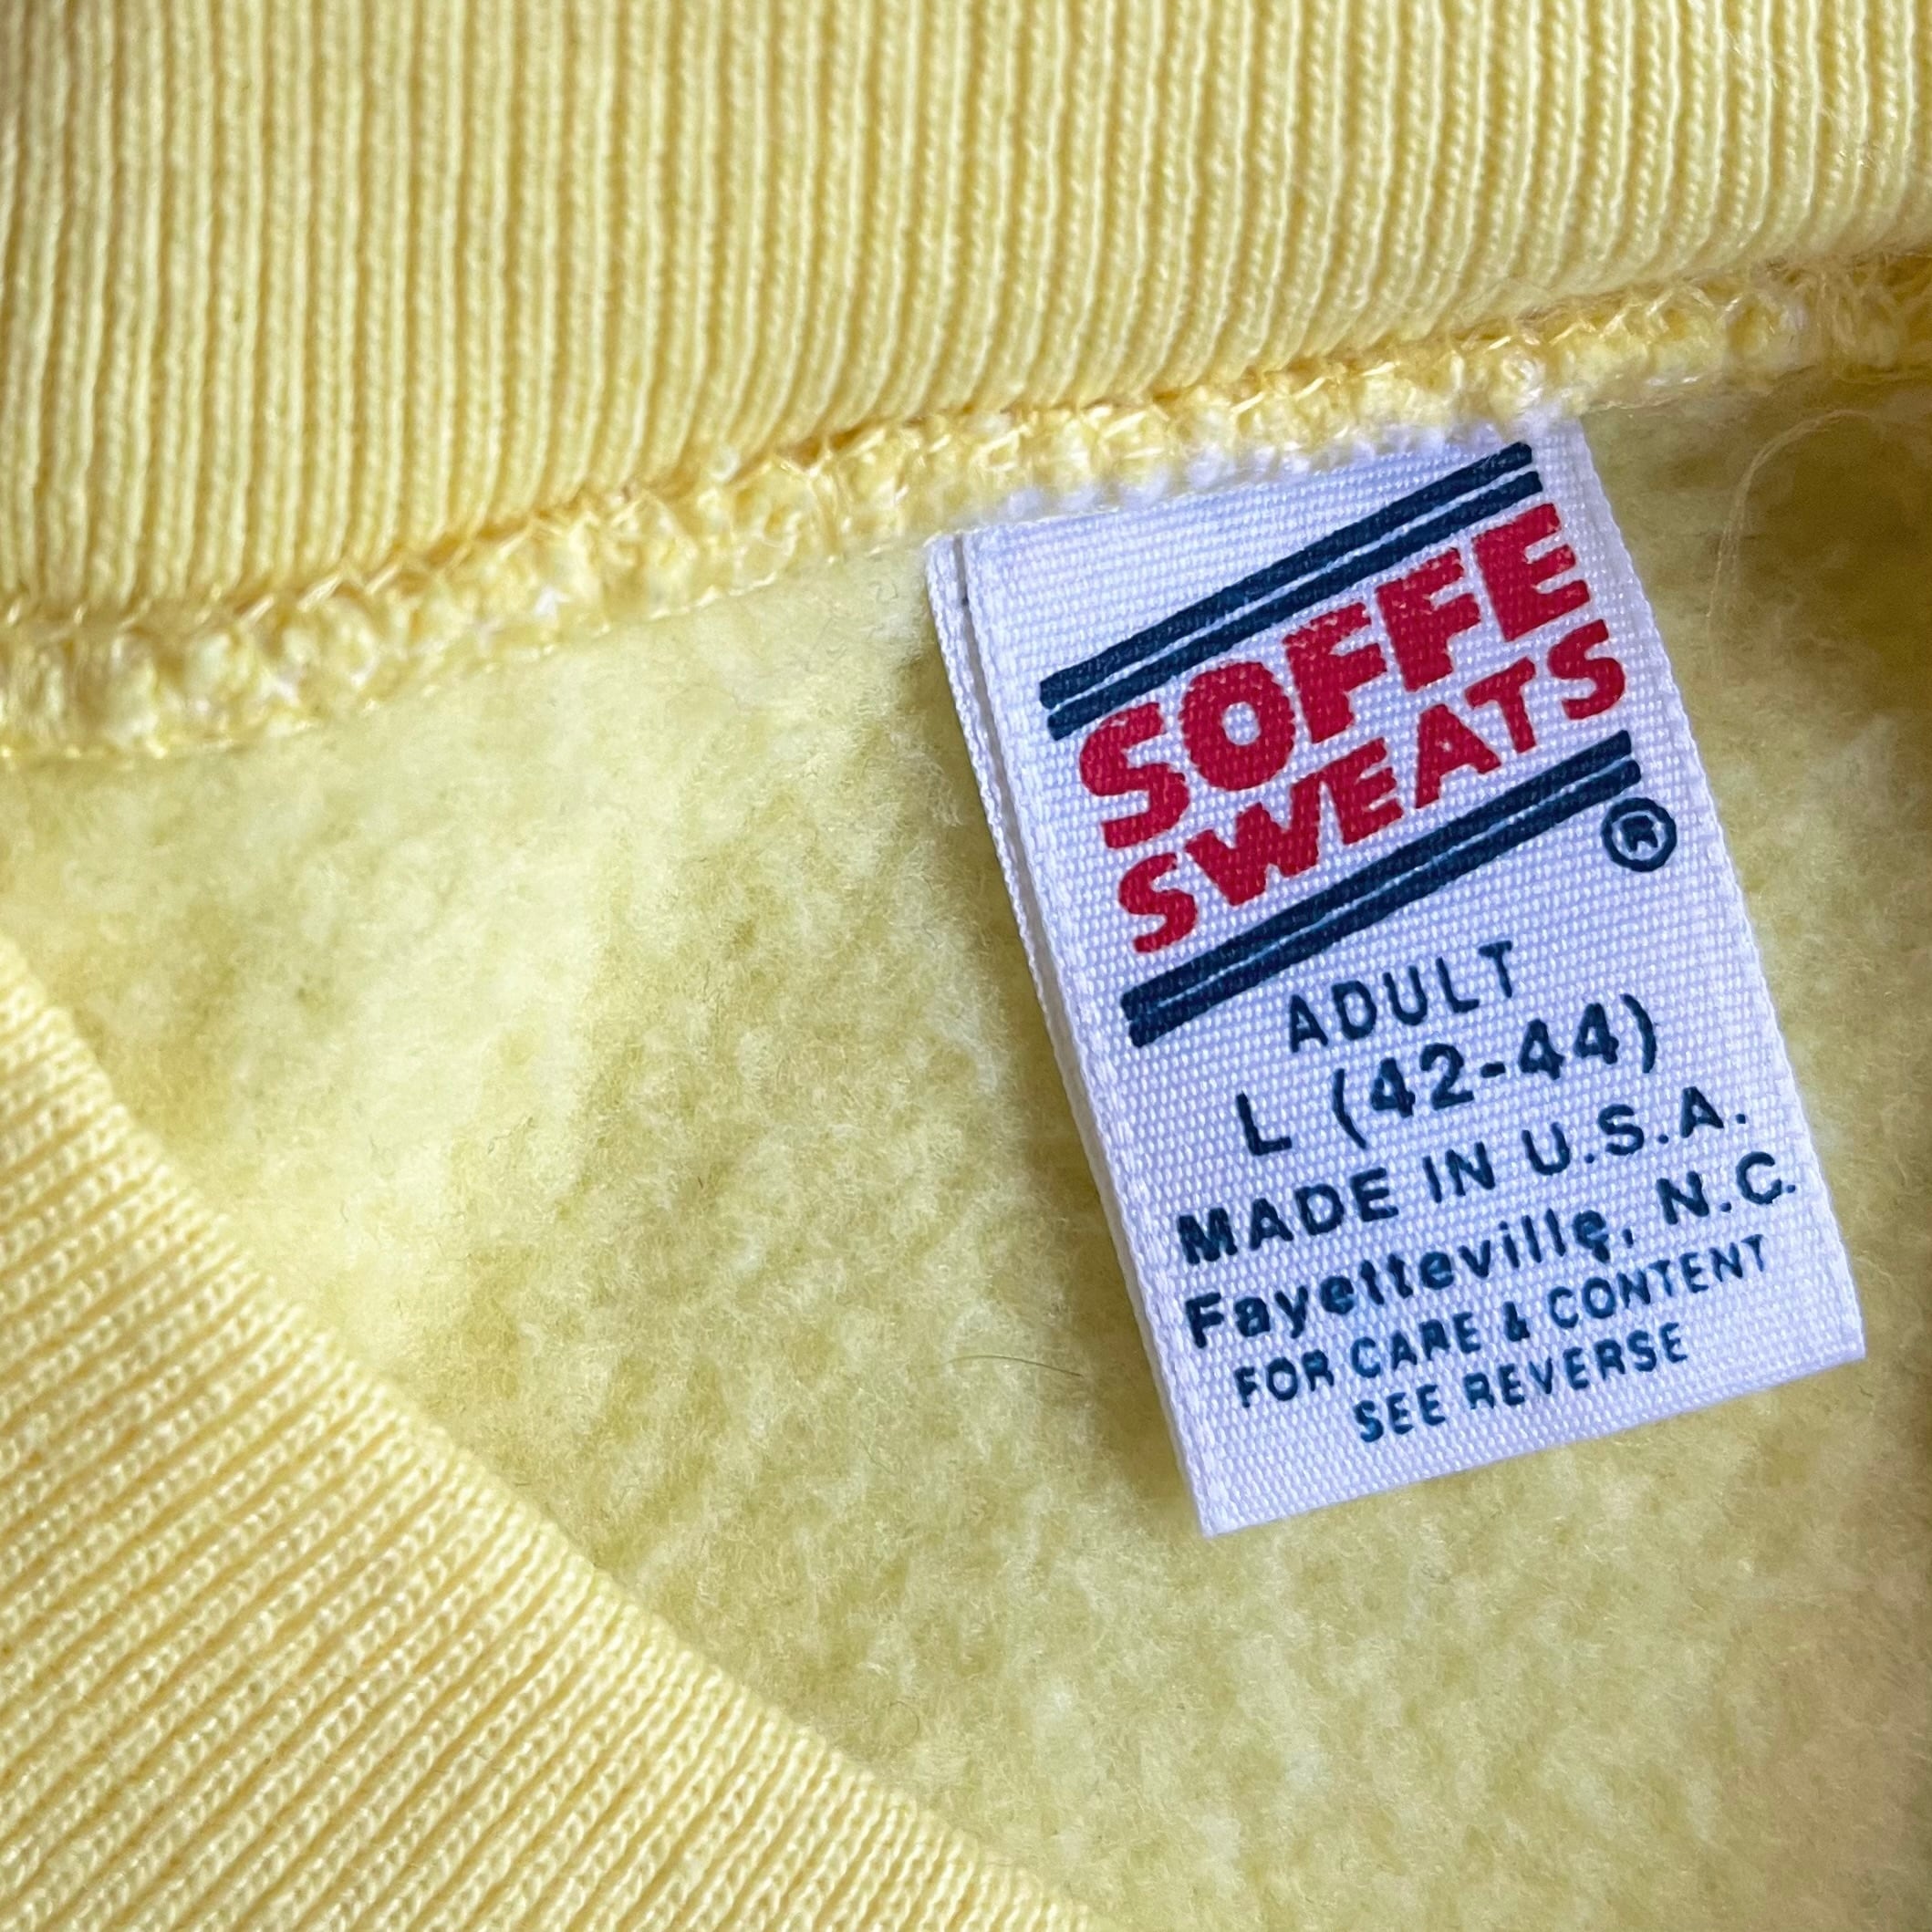 SOFFE
SWEATS
®
ADULT
L (42-44)
MADE IN U.S.A.
Fayetteville, N.C.
FOR CARE & CONTENT
SEE REVERSE